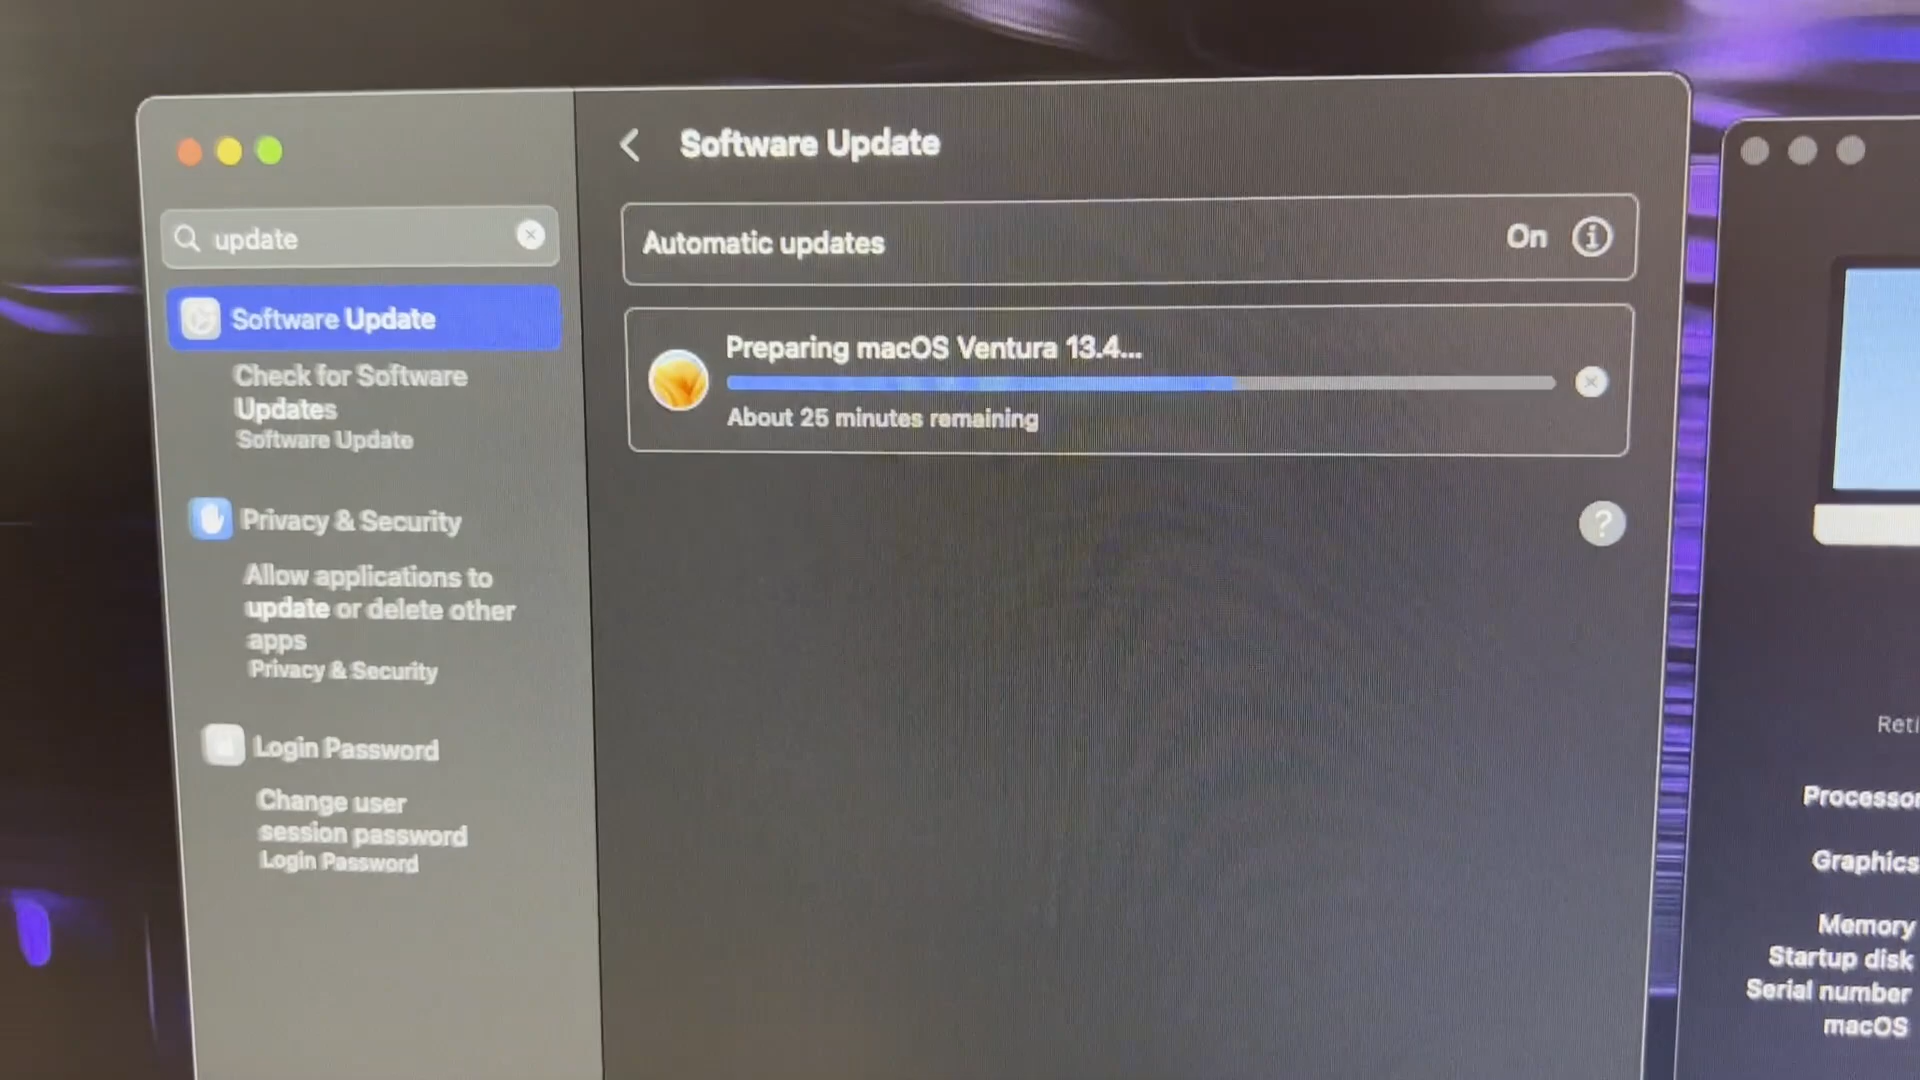 update
Software Update
Check for Software
Updates
Software Update
Privacy & Security
Allow applications to
update or delete other
apps
Privacy & Security
Login Password
Change user
session password
Login Password
Software Update
Automatic updates
On
Preparing macOS Ventura 13.4...
About 25 minutes remaining
?
Reti
Processor
Graphics
Memory
Startup disk
Serial number
macOS